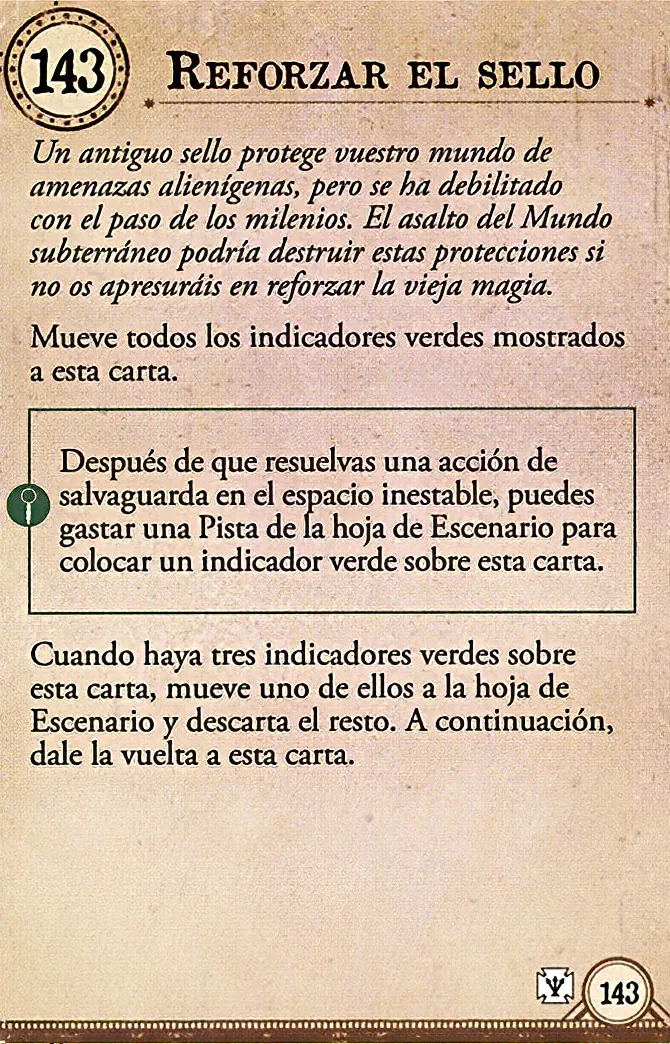 143
REFORZAR EL SELLO
Un antiguo sello protege vuestro mundo de
amenazas alienígenas, pero se ha debilitado
con el paso de los milenios. El asalto del Mundo
subterráneo podría destruir estas protecciones si
no os apresuráis en reforzar la vieja magia.
Mueve todos los indicadores verdes mostrados
a esta carta.
Después de que resuelvas una acción de
salvaguarda en el espacio inestable, puedes
gastar una Pista de la hoja de Escenario para
colocar un indicador verde sobre esta carta.
Cuando haya tres indicadores verdes sobre
esta carta, mueve uno de ellos a la hoja de
Escenario y descarta el resto. A continuación,
dale la vuelta a esta carta.
143